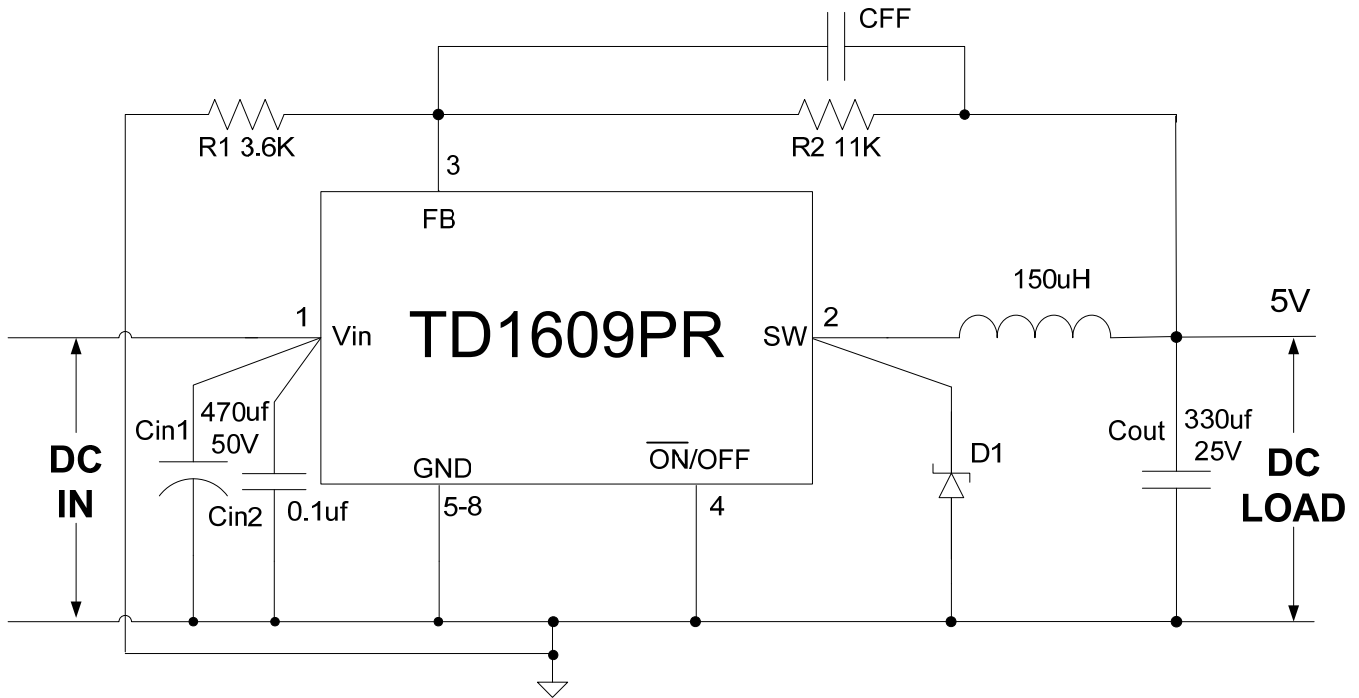 CFF
R1 3.6K
R2 11K
3
FB
150uH
5V
1
Vin
TD1609PR
SW
2
470uf
50V
Cin1
DC
IN
Cin2
0.1uf
GND
5-8
ON/OFF
4
D1
Cout
330uf
25V
DC
LOAD